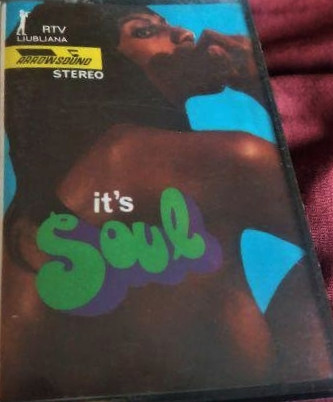 RTV
LJUBLJANA
ARROWSOUND
STEREO
it's
Soul